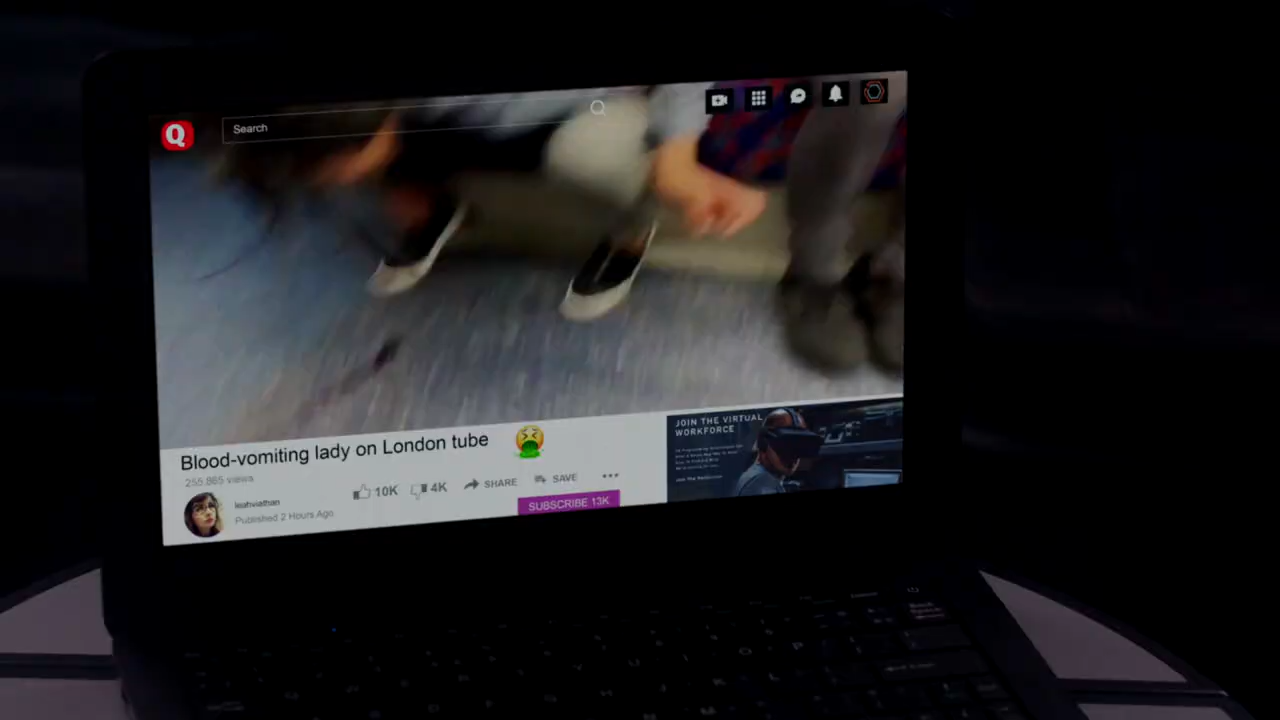 Q
Search
Blood-vomiting lady on London tube
255,865 views
leahviathan
Published 2 Hours Ago
10K
4K
SHARE
SAVE
SUBSCRIBE 13K
JOIN THE VIRTUAL
WORKFORCE